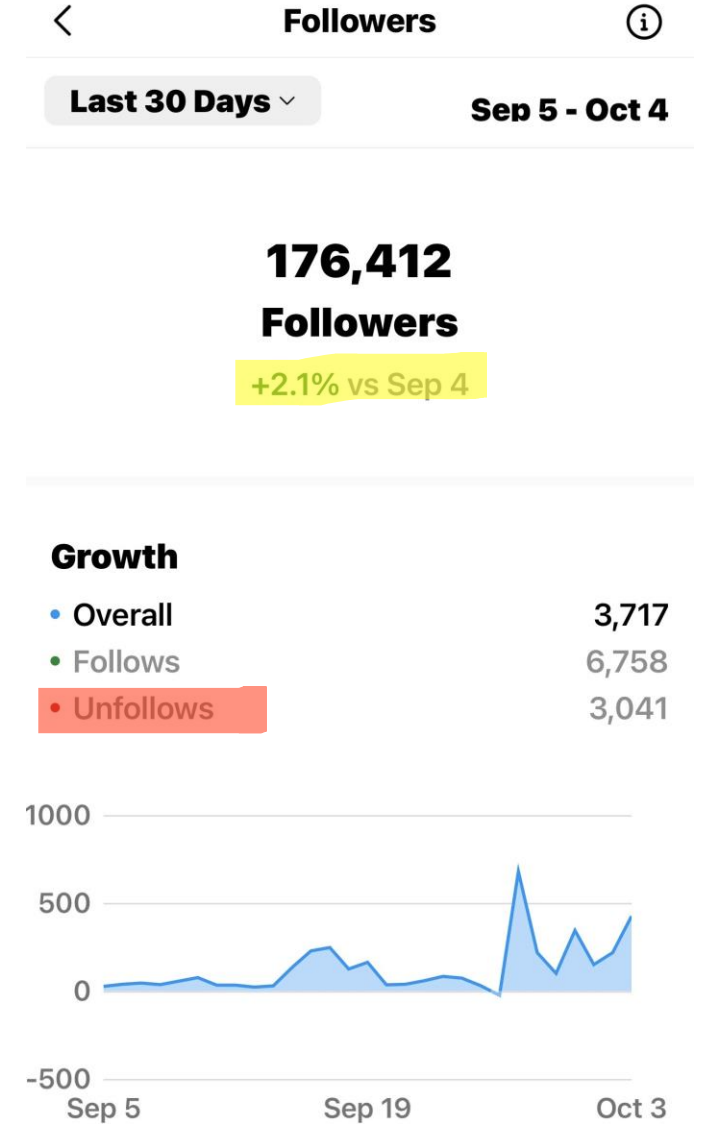 Followers
Last 30 Days
Sep 5 - Oct 4
176,412
Followers
+2.1% vs Sep 4
Growth
Overall 3,717
Follows 6,758
Unfollows 3,041
1000
500
0
-500
Sep 5 Sep 19 Oct 3